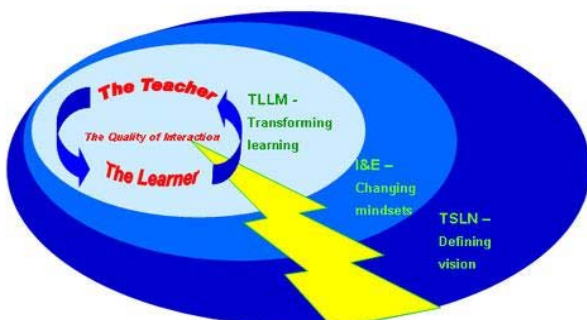 The Teacher
The Quality of Interaction
The Learner
TLLM -
Transforming
learning
I&E –
Changing
mindsets
TSLN –
Defining
vision